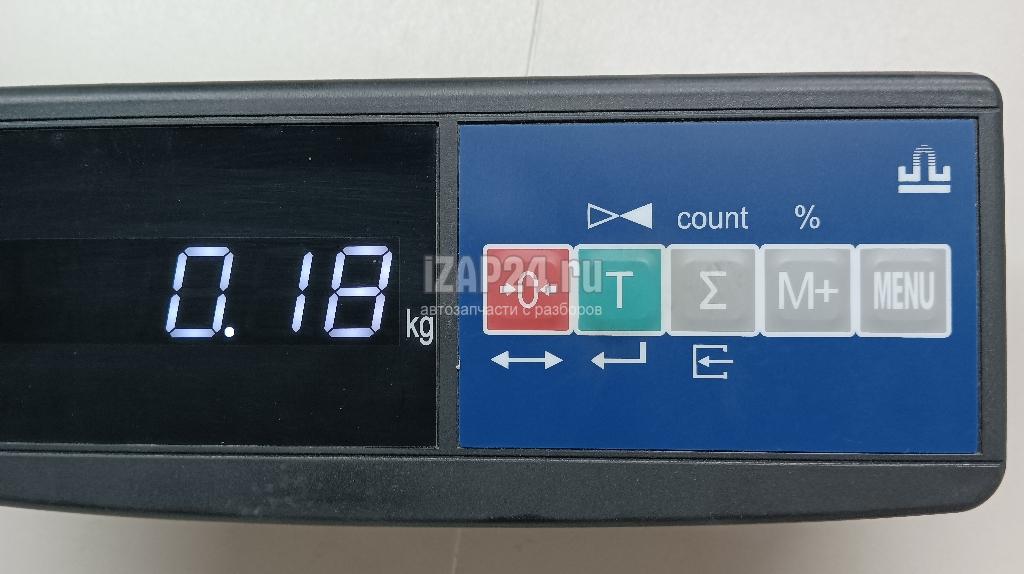 count %
0.18 kg
iZAP24.ru
автозапчасти с разборов
→0← T Σ M+ MENU